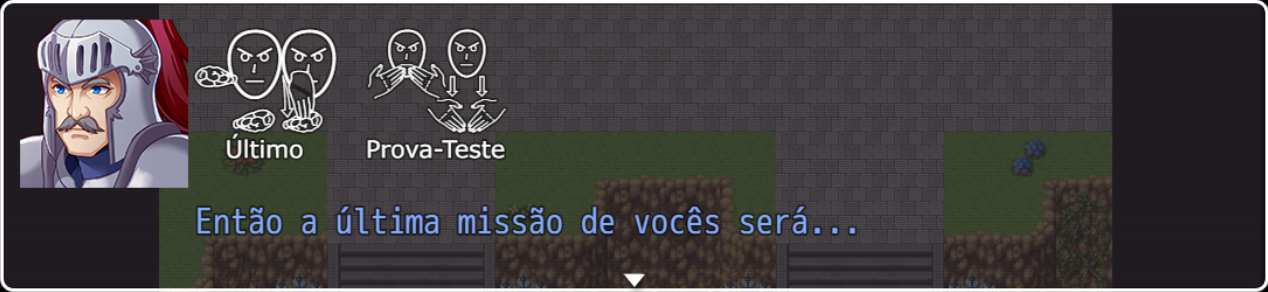 Último Prova-Teste
Então a última missão de vocês será...